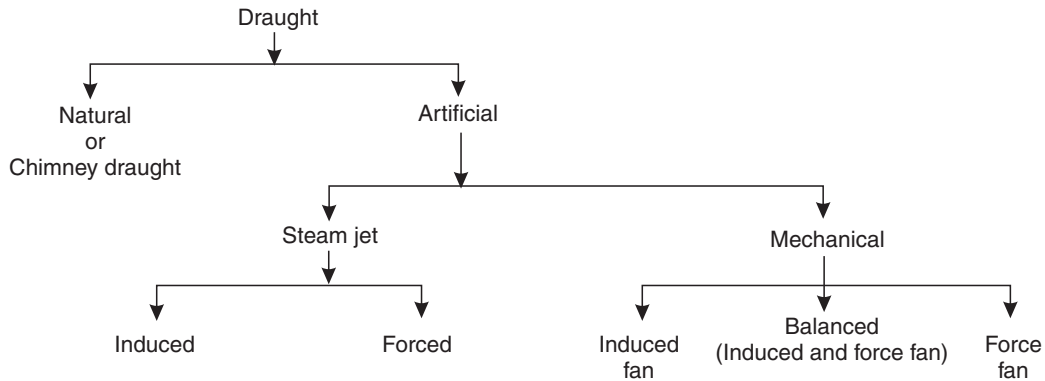 Draught
Natural
or
Chimney draught
Artificial
Steam jet
Mechanical
Induced
Forced
Induced
fan
Balanced
(Induced and force fan)
Force
fan